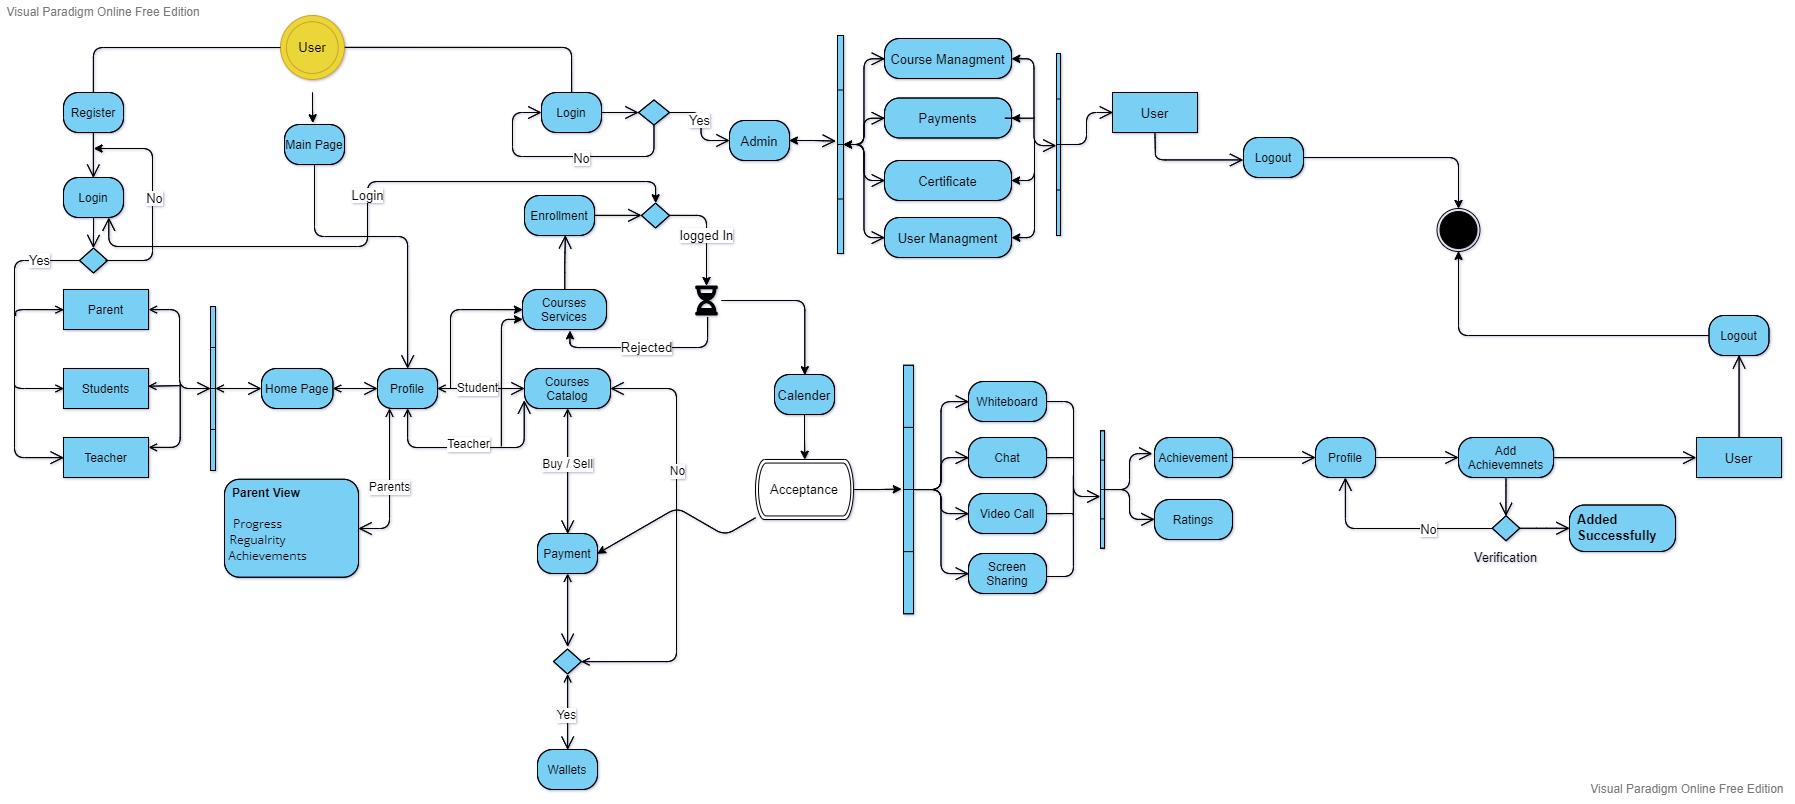 Visual Paradigm Online Free Edition
User
Register
Main Page
Login
Yes
No
Admin
Course Managment
Payments
Certificate
User Managment
User
Logout
Login
No
Yes
Login
Enrollment
logged In
Courses
Services
Rejected
Parent
Students
Teacher
Home Page
Profile
Student
Teacher
Parents
Courses
Catalog
Buy / Sell
No
Parent View
Progress
Regualrity
Achievements
Payment
Yes
Wallets
Calender
Acceptance
Whiteboard
Chat
Video Call
Screen
Sharing
Achievement
Ratings
Profile
Add
Achievemnets
No
Verification
Added
Successfully
User
Logout
Visual Paradigm Online Free Edition